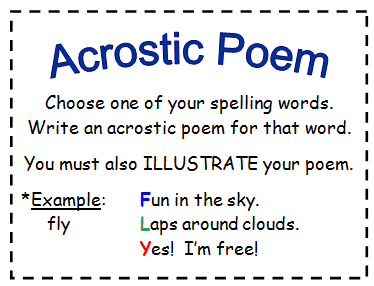 Acrostic Poem
Choose one of your spelling words.
Write an acrostic poem for that word.
You must also ILLUSTRATE your poem.
*Example: Fun in the sky.
fly Laps around clouds.
Yes! I'm free!